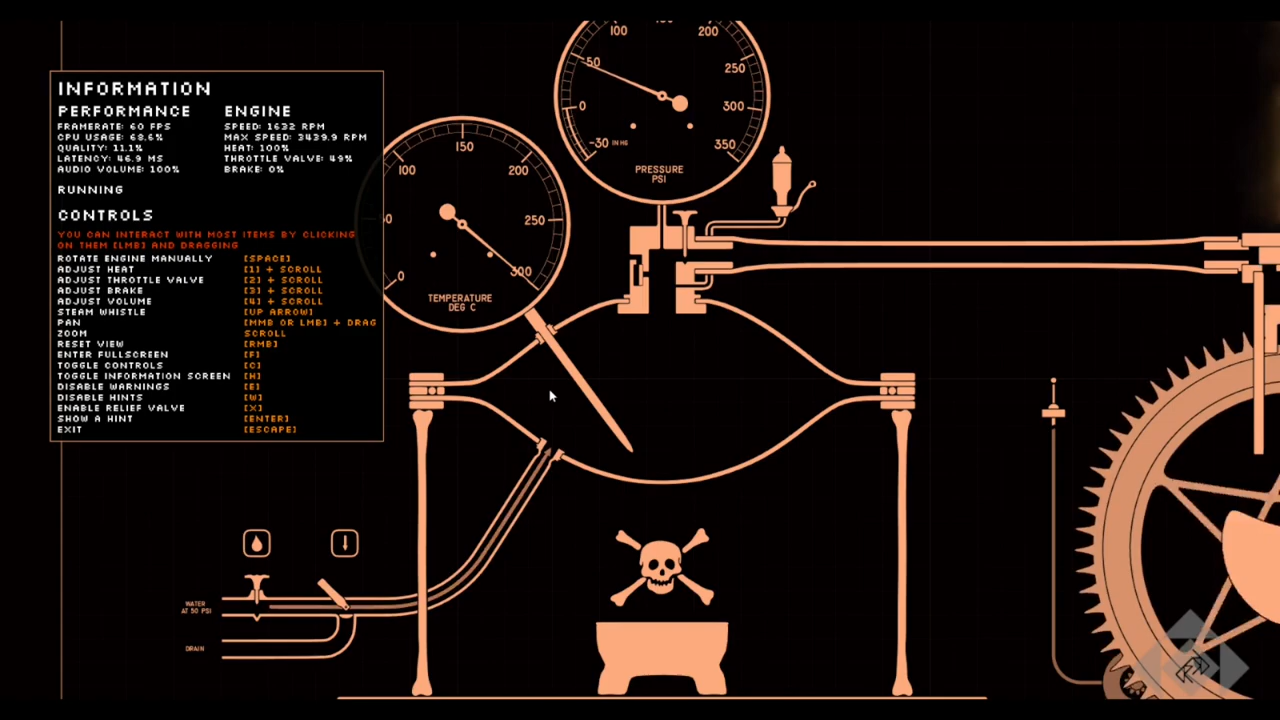 INFORMATION
PERFORMANCE ENGINE
FRAMERATE: 60 FPS SPEED: 1632 RPM
CPU USAGE: 68.6% MAX SPEED: 3439.9 RPM
QUALITY: 11.1% HEAT: 100%
LATENCY: 46.9 MS THROTTLE VALVE: 49%
AUDIO VOLUME: 100% BRAKE: 0%
RUNNING
CONTROLS
YOU CAN INTERACT WITH MOST ITEMS BY CLICKING
ON THEM [LMB] AND DRAGGING
ROTATE ENGINE MANUALLY [SPACE]
ADJUST HEAT [1] + SCROLL
ADJUST THROTTLE VALVE [2] + SCROLL
ADJUST BRAKE [3] + SCROLL
ADJUST VOLUME [4] + SCROLL
STEAM WHISTLE [UP ARROW]
PAN [MMB OR LMB] + DRAG
ZOOM SCROLL
RESET VIEW [RMB]
ENTER FULLSCREEN [F]
TOGGLE CONTROLS [C]
TOGGLE INFORMATION SCREEN [H]
DISABLE WARNINGS [E]
DISABLE HINTS [W]
ENABLE RELIEF VALVE [X]
SHOW A HINT [ENTER]
EXIT [ESCAPE]
100 200
50 250
0 300
-30 IN HG 350
PRESSURE
PSI
150
100 200
250
0 300
TEMPERATURE
DEG C
WATER
AT 50 PSI
DRAIN